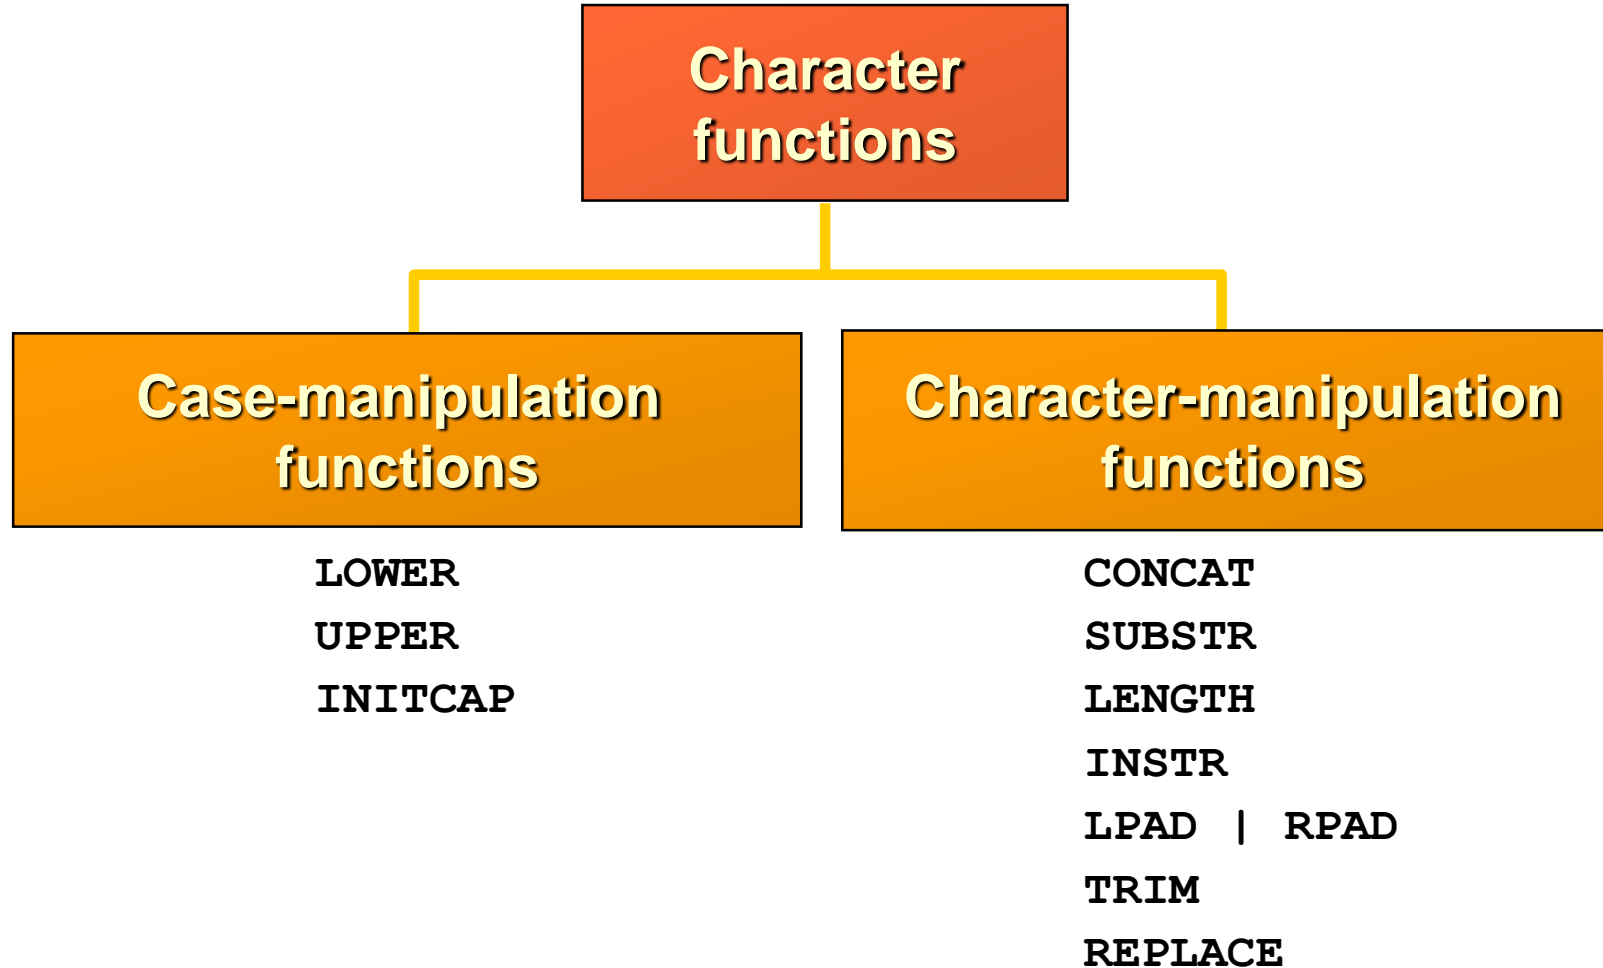 Character
functions
Case-manipulation
functions
Character-manipulation
functions
LOWER
UPPER
INITCAP
CONCAT
SUBSTR
LENGTH
INSTR
LPAD | RPAD
TRIM
REPLACE